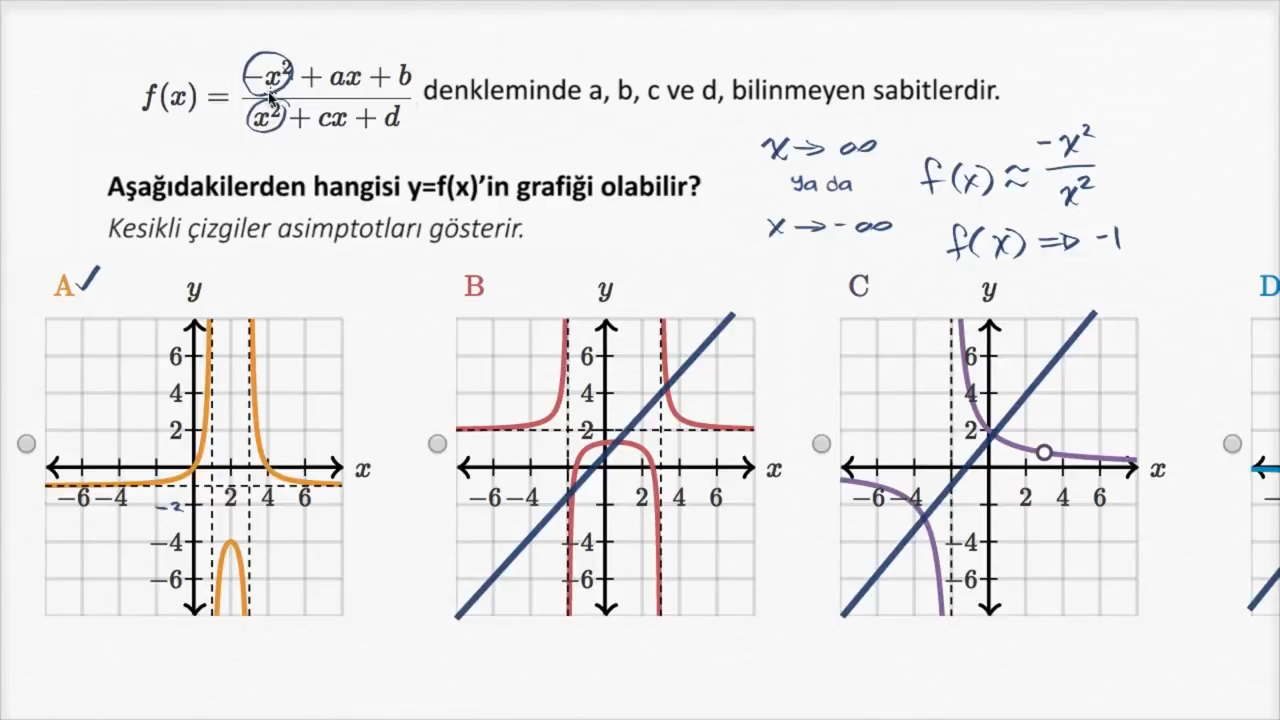 f(x) = (-x² + ax + b)/(x² + cx + d) denkleminde a, b, c ve d, bilinmeyen sabitlerdir.
x → ∞
ya da
x → -∞
f(x) ≈ -x²/x²
f(x) ⇒ -1
Aşağıdakilerden hangisi y=f(x)'in grafiği olabilir?
Kesikli çizgiler asimptotları gösterir.
A ✓ B C D
y y y
6 6 6
4 4 4
2 2 2
x x x
-6 -4 2 4 6 -6 -4 2 4 6 -6 -4 2 4 6
-2
-4 -4
-6 -6 -6